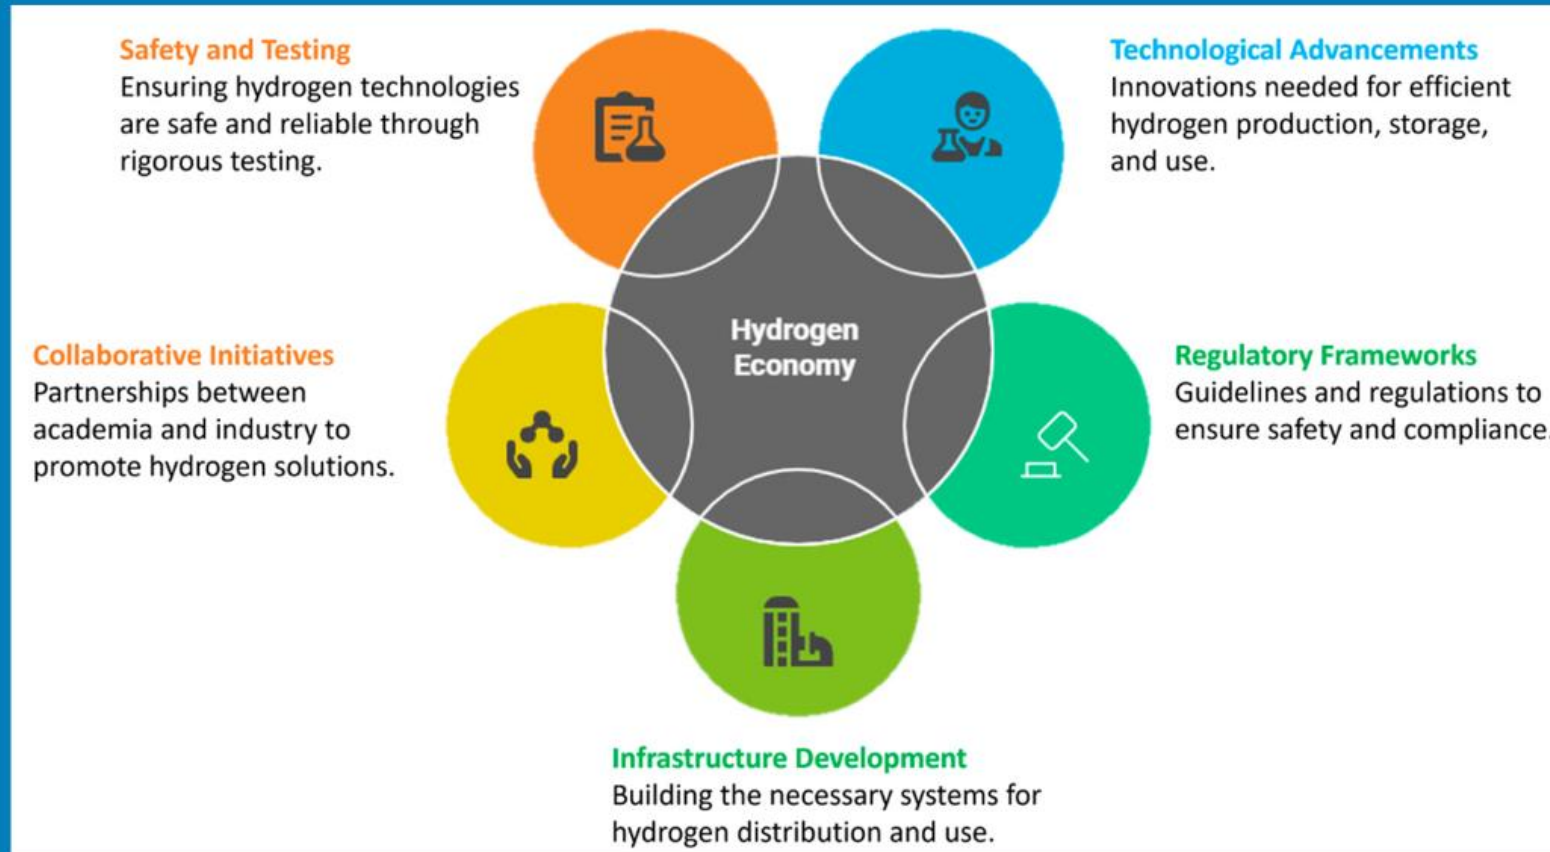 Safety and Testing
Ensuring hydrogen technologies
are safe and reliable through
rigorous testing.
Technological Advancements
Innovations needed for efficient
hydrogen production, storage,
and use.
Hydrogen
Economy
Collaborative Initiatives
Partnerships between
academia and industry to
promote hydrogen solutions.
Regulatory Frameworks
Guidelines and regulations to
ensure safety and compliance.
Infrastructure Development
Building the necessary systems for
hydrogen distribution and use.